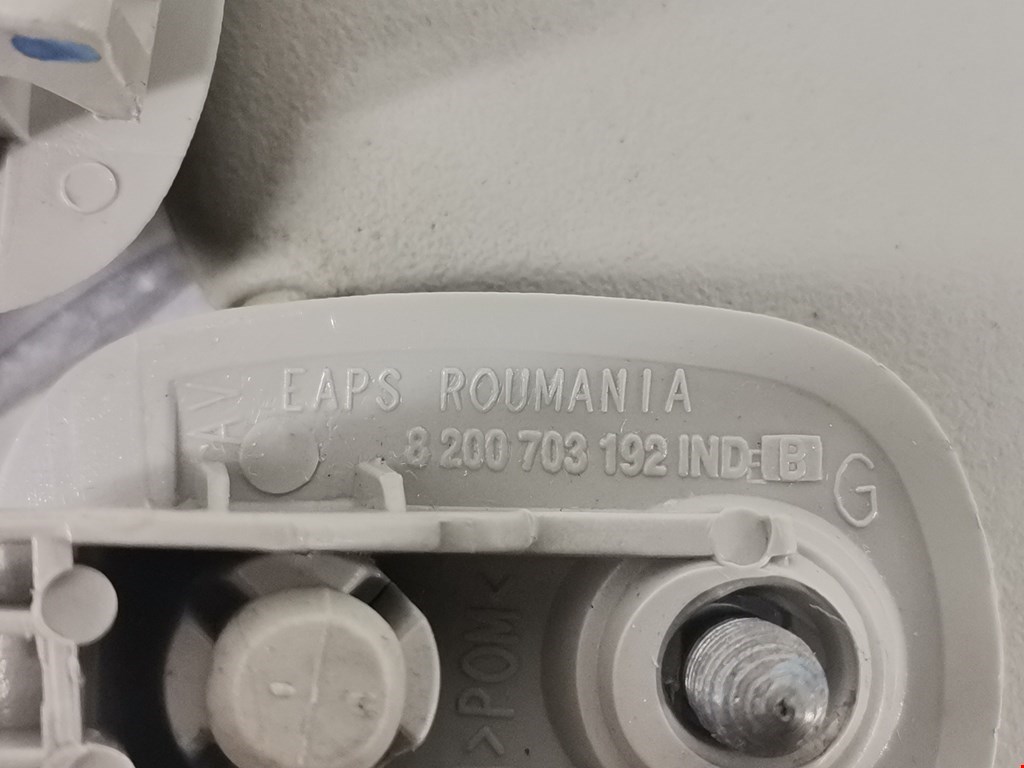 AV
EAPS ROUMANIA
8 200 703 192 IND: B
G
>POM<